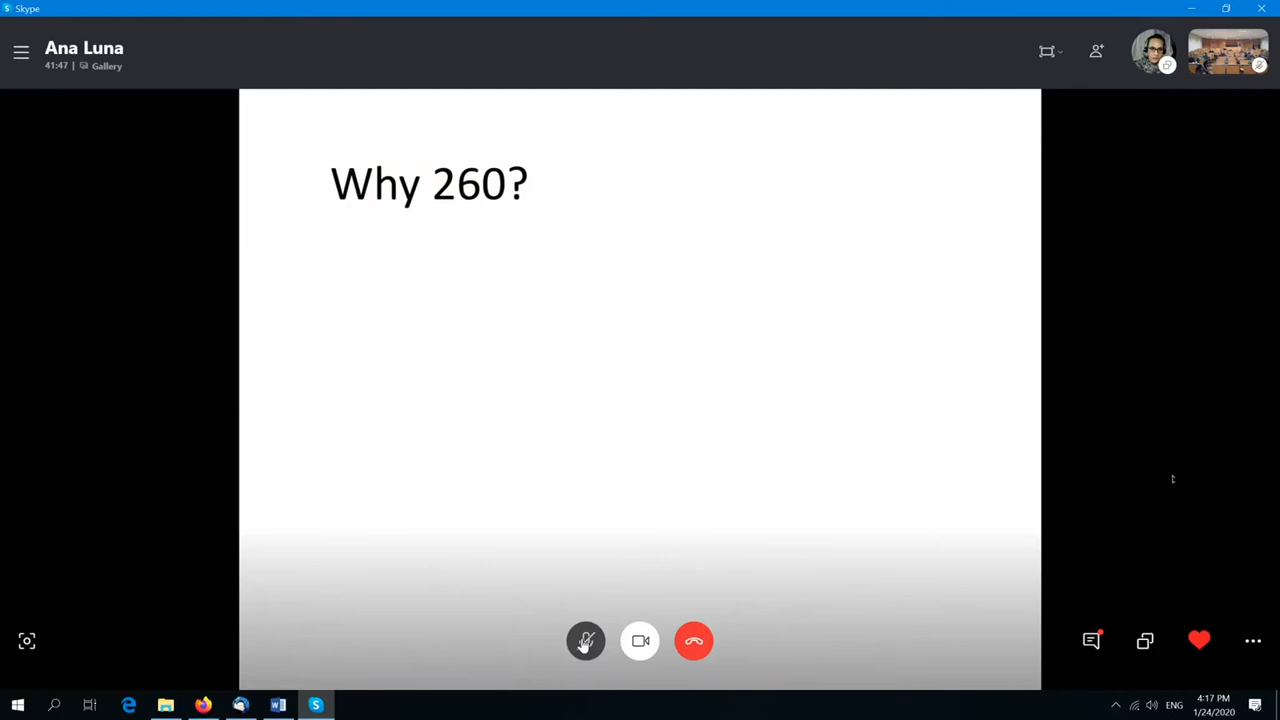 Skype
Ana Luna
41:47 | Gallery
Why 260?
ENG
4:17 PM
1/24/2020